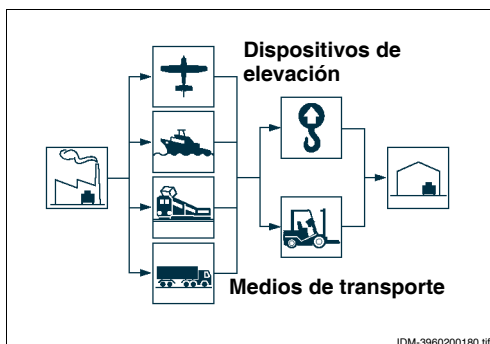 Dispositivos de
elevación
Medios de transporte
IDM-3960200180.tif